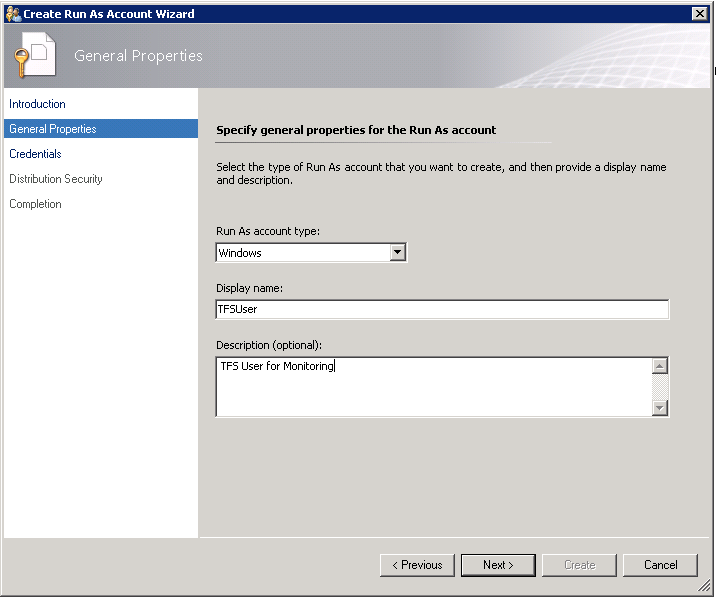 Create Run As Account Wizard
General Properties
Introduction
General Properties
Credentials
Distribution Security
Completion
Specify general properties for the Run As account
Select the type of Run As account that you want to create, and then provide a display name
and description.
Run As account type:
Windows
Display name:
TFSUser
Description (optional):
TFS User for Monitoring
< Previous
Next >
Create
Cancel